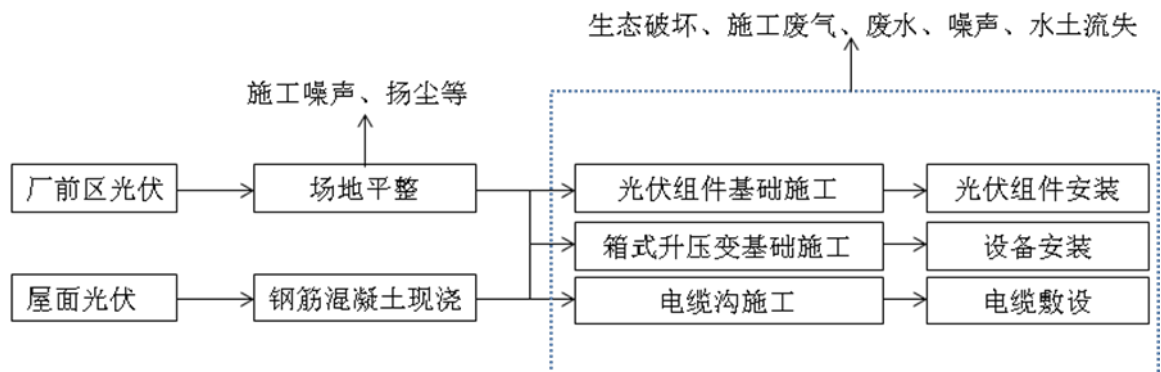 生态破坏、施工废气、废水、噪声、水土流失
施工噪声、扬尘等
厂前区光伏
场地平整
光伏组件基础施工
光伏组件安装
箱式升压变基础施工
设备安装
屋面光伏
钢筋混凝土现浇
电缆沟施工
电缆敷设